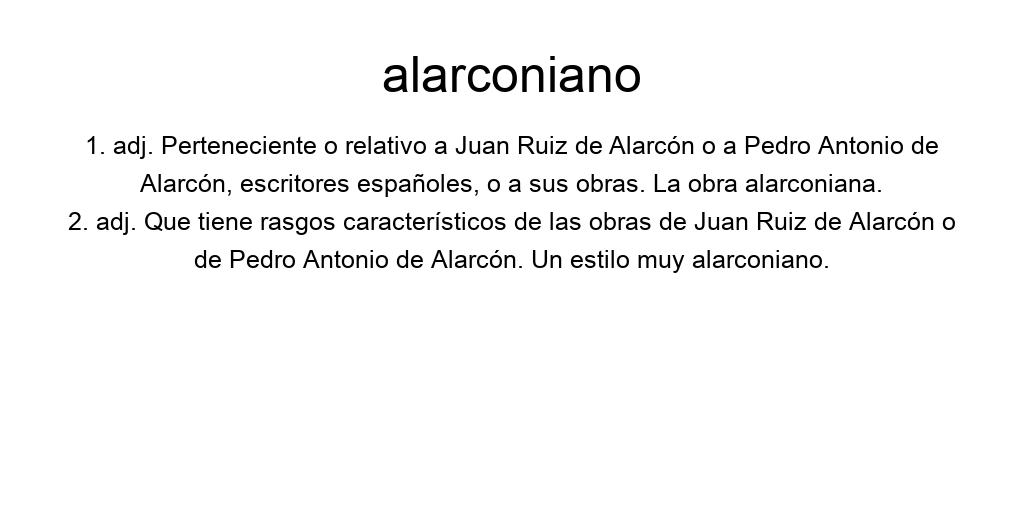 alarconiano
1. adj. Perteneciente o relativo a Juan Ruiz de Alarcón o a Pedro Antonio de
Alarcón, escritores españoles, o a sus obras. La obra alarconiana.
2. adj. Que tiene rasgos característicos de las obras de Juan Ruiz de Alarcón o
de Pedro Antonio de Alarcón. Un estilo muy alarconiano.